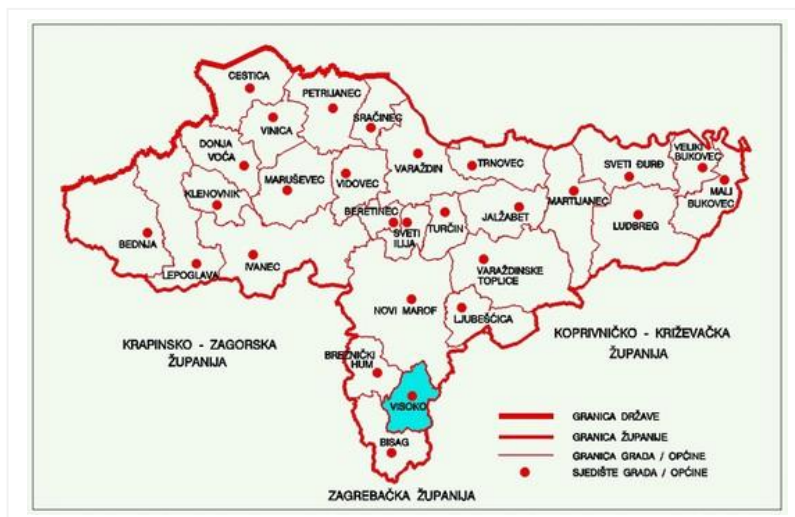 CESTICA
PETRIJANEC
SRAČINEC
VINICA
DONJA
VOČA
VARAŽDIN
TRNOVEC
SVETI ĐURĐ
VELIKI
BUKOVEC
MALI
BUKOVEC
KLENOVNIK
MARUŠEVEC
VIDOVEC
BERETINEC
SVETI
ILIJA
TURČIN
JALŽABET
MARTIJANEC
LUDBREG
BEDNJA
LEPOGLAVA
IVANEC
VARAŽDINSKE
TOPLICE
NOVI MAROF
LJUBEŠĆICA
KRAPINSKO - ZAGORSKA
ŽUPANIJA
KOPRIVNIČKO - KRIŽEVAČKA
ŽUPANIJA
BREZNIČKI
HUM
VISOKO
BISAG
GRANICA DRŽAVE
GRANICA ŽUPANIJE
GRANICA GRADA / OPĆINE
SJEDIŠTE GRADA / OPĆINE
ZAGREBAČKA ŽUPANIJA